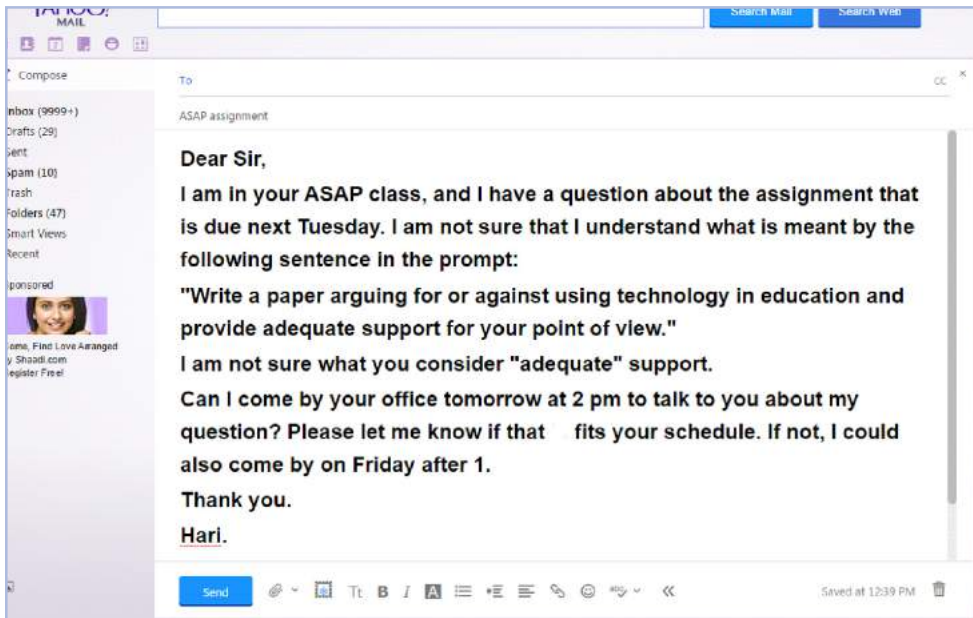 YAHOO!
MAIL
Search Mail Search Web
Compose
To CC
nbox (9999+)
ASAP assignment
Drafts (29)
Sent
Spam (10)
Trash
Folders (47)
Smart Views
Recent
ponsored
ome, Find Love Arranged
y Shaadi.com
egister Free!
Dear Sir,
I am in your ASAP class, and I have a question about the assignment that
is due next Tuesday. I am not sure that I understand what is meant by the
following sentence in the prompt:
"Write a paper arguing for or against using technology in education and
provide adequate support for your point of view."
I am not sure what you consider "adequate" support.
Can I come by your office tomorrow at 2 pm to talk to you about my
question? Please let me know if that fits your schedule. If not, I could
also come by on Friday after 1.
Thank you.
Hari.
Send Tt B I A Saved at 12:39 PM